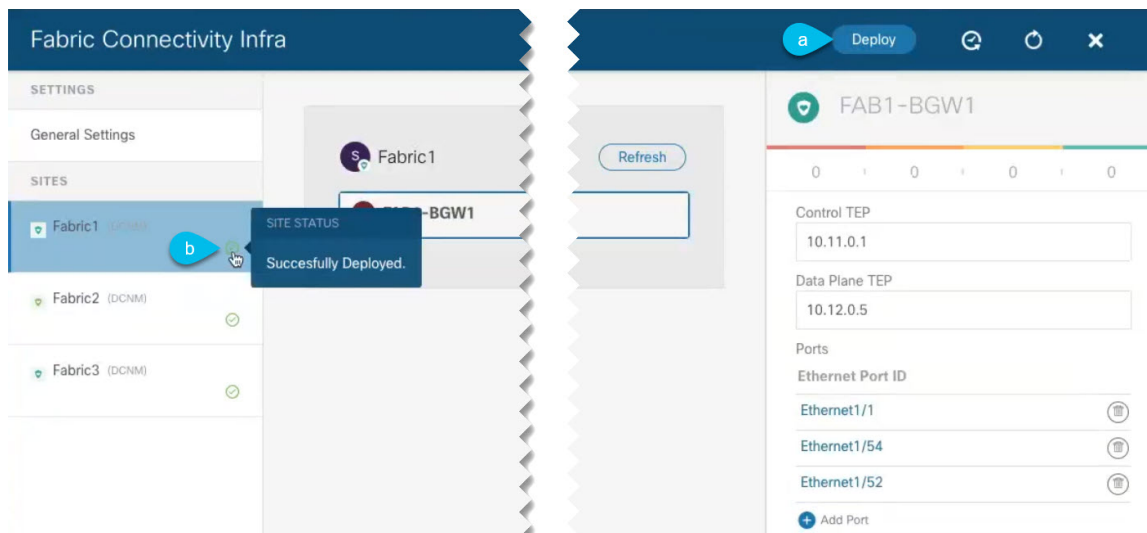 Fabric Connectivity Infra
a
Deploy
SETTINGS
General Settings
SITES
Fabric1 (DCNM)
b
SITE STATUS
Succesfully Deployed.
Fabric2 (DCNM)
Fabric3 (DCNM)
S
Fabric1
Refresh
-BGW1
FAB1-BGW1
0 0 0 0
Control TEP
10.11.0.1
Data Plane TEP
10.12.0.5
Ports
Ethernet Port ID
Ethernet1/1
Ethernet1/54
Ethernet1/52
Add Port